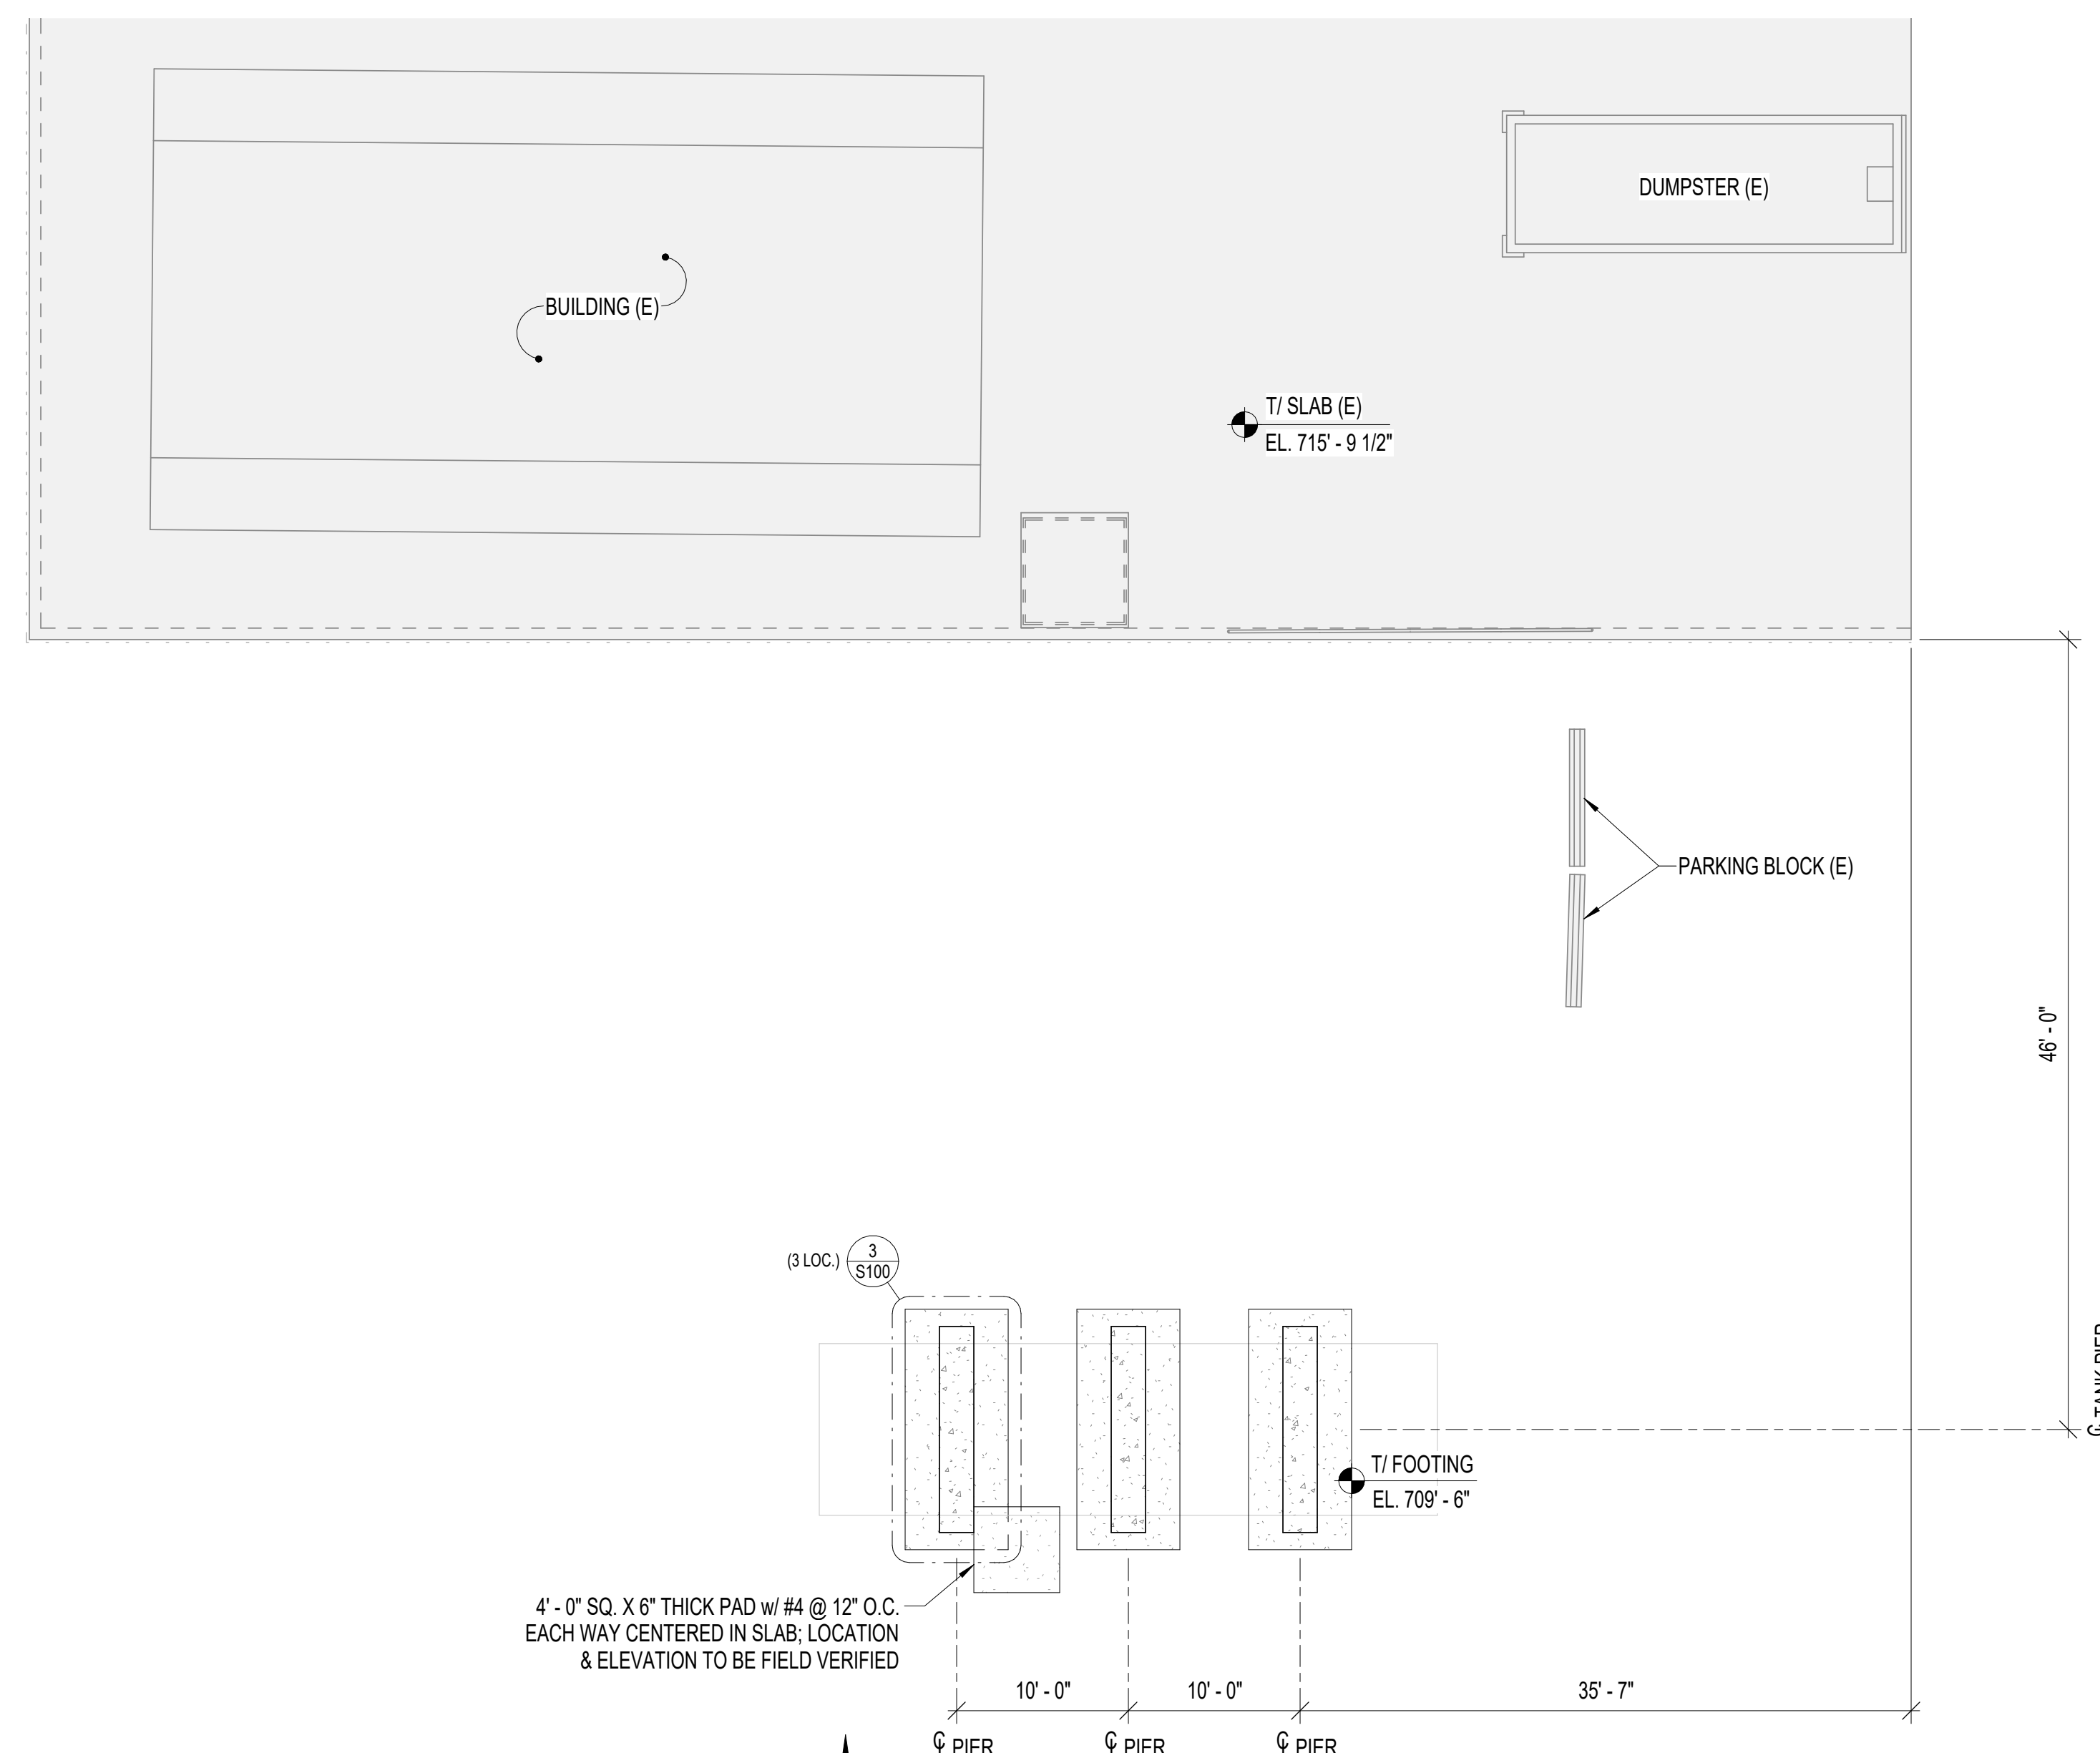 DUMPSTER (E)
BUILDING (E)
T/ SLAB (E)
EL. 715' - 9 1/2"
PARKING BLOCK (E)
46' - 0"
(3 LOC.)
3
S100
℄ TANK PIER
T/ FOOTING
EL. 709' - 6"
4' - 0" SQ. X 6" THICK PAD w/ #4 @ 12" O.C.
EACH WAY CENTERED IN SLAB; LOCATION
& ELEVATION TO BE FIELD VERIFIED
10' - 0"
10' - 0"
35' - 7"
℄ PIER
℄ PIER
℄ PIER